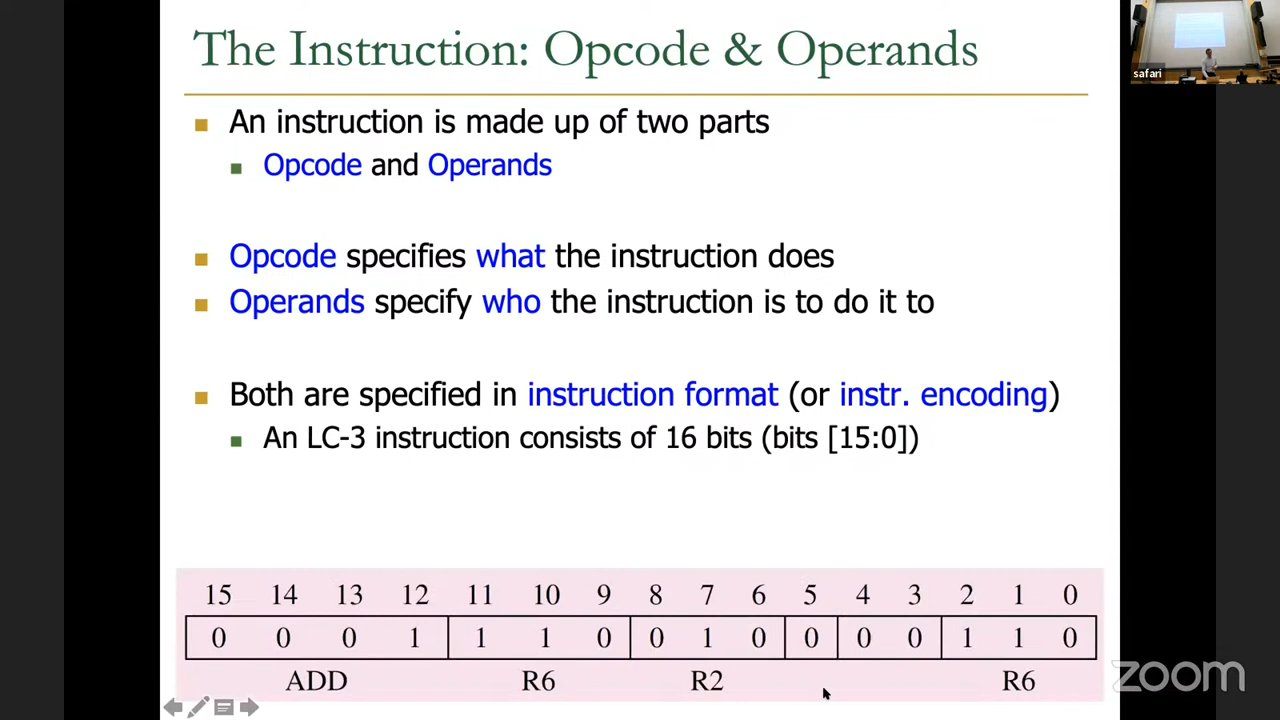 The Instruction: Opcode & Operands
safari
An instruction is made up of two parts
Opcode and Operands
Opcode specifies what the instruction does
Operands specify who the instruction is to do it to
Both are specified in instruction format (or instr. encoding)
An LC-3 instruction consists of 16 bits (bits [15:0])
15 14 13 12 11 10 9 8 7 6 5 4 3 2 1 0
0 0 0 1 1 1 0 0 1 0 0 0 0 1 1 0
ADD R6 R2 R6
zoom